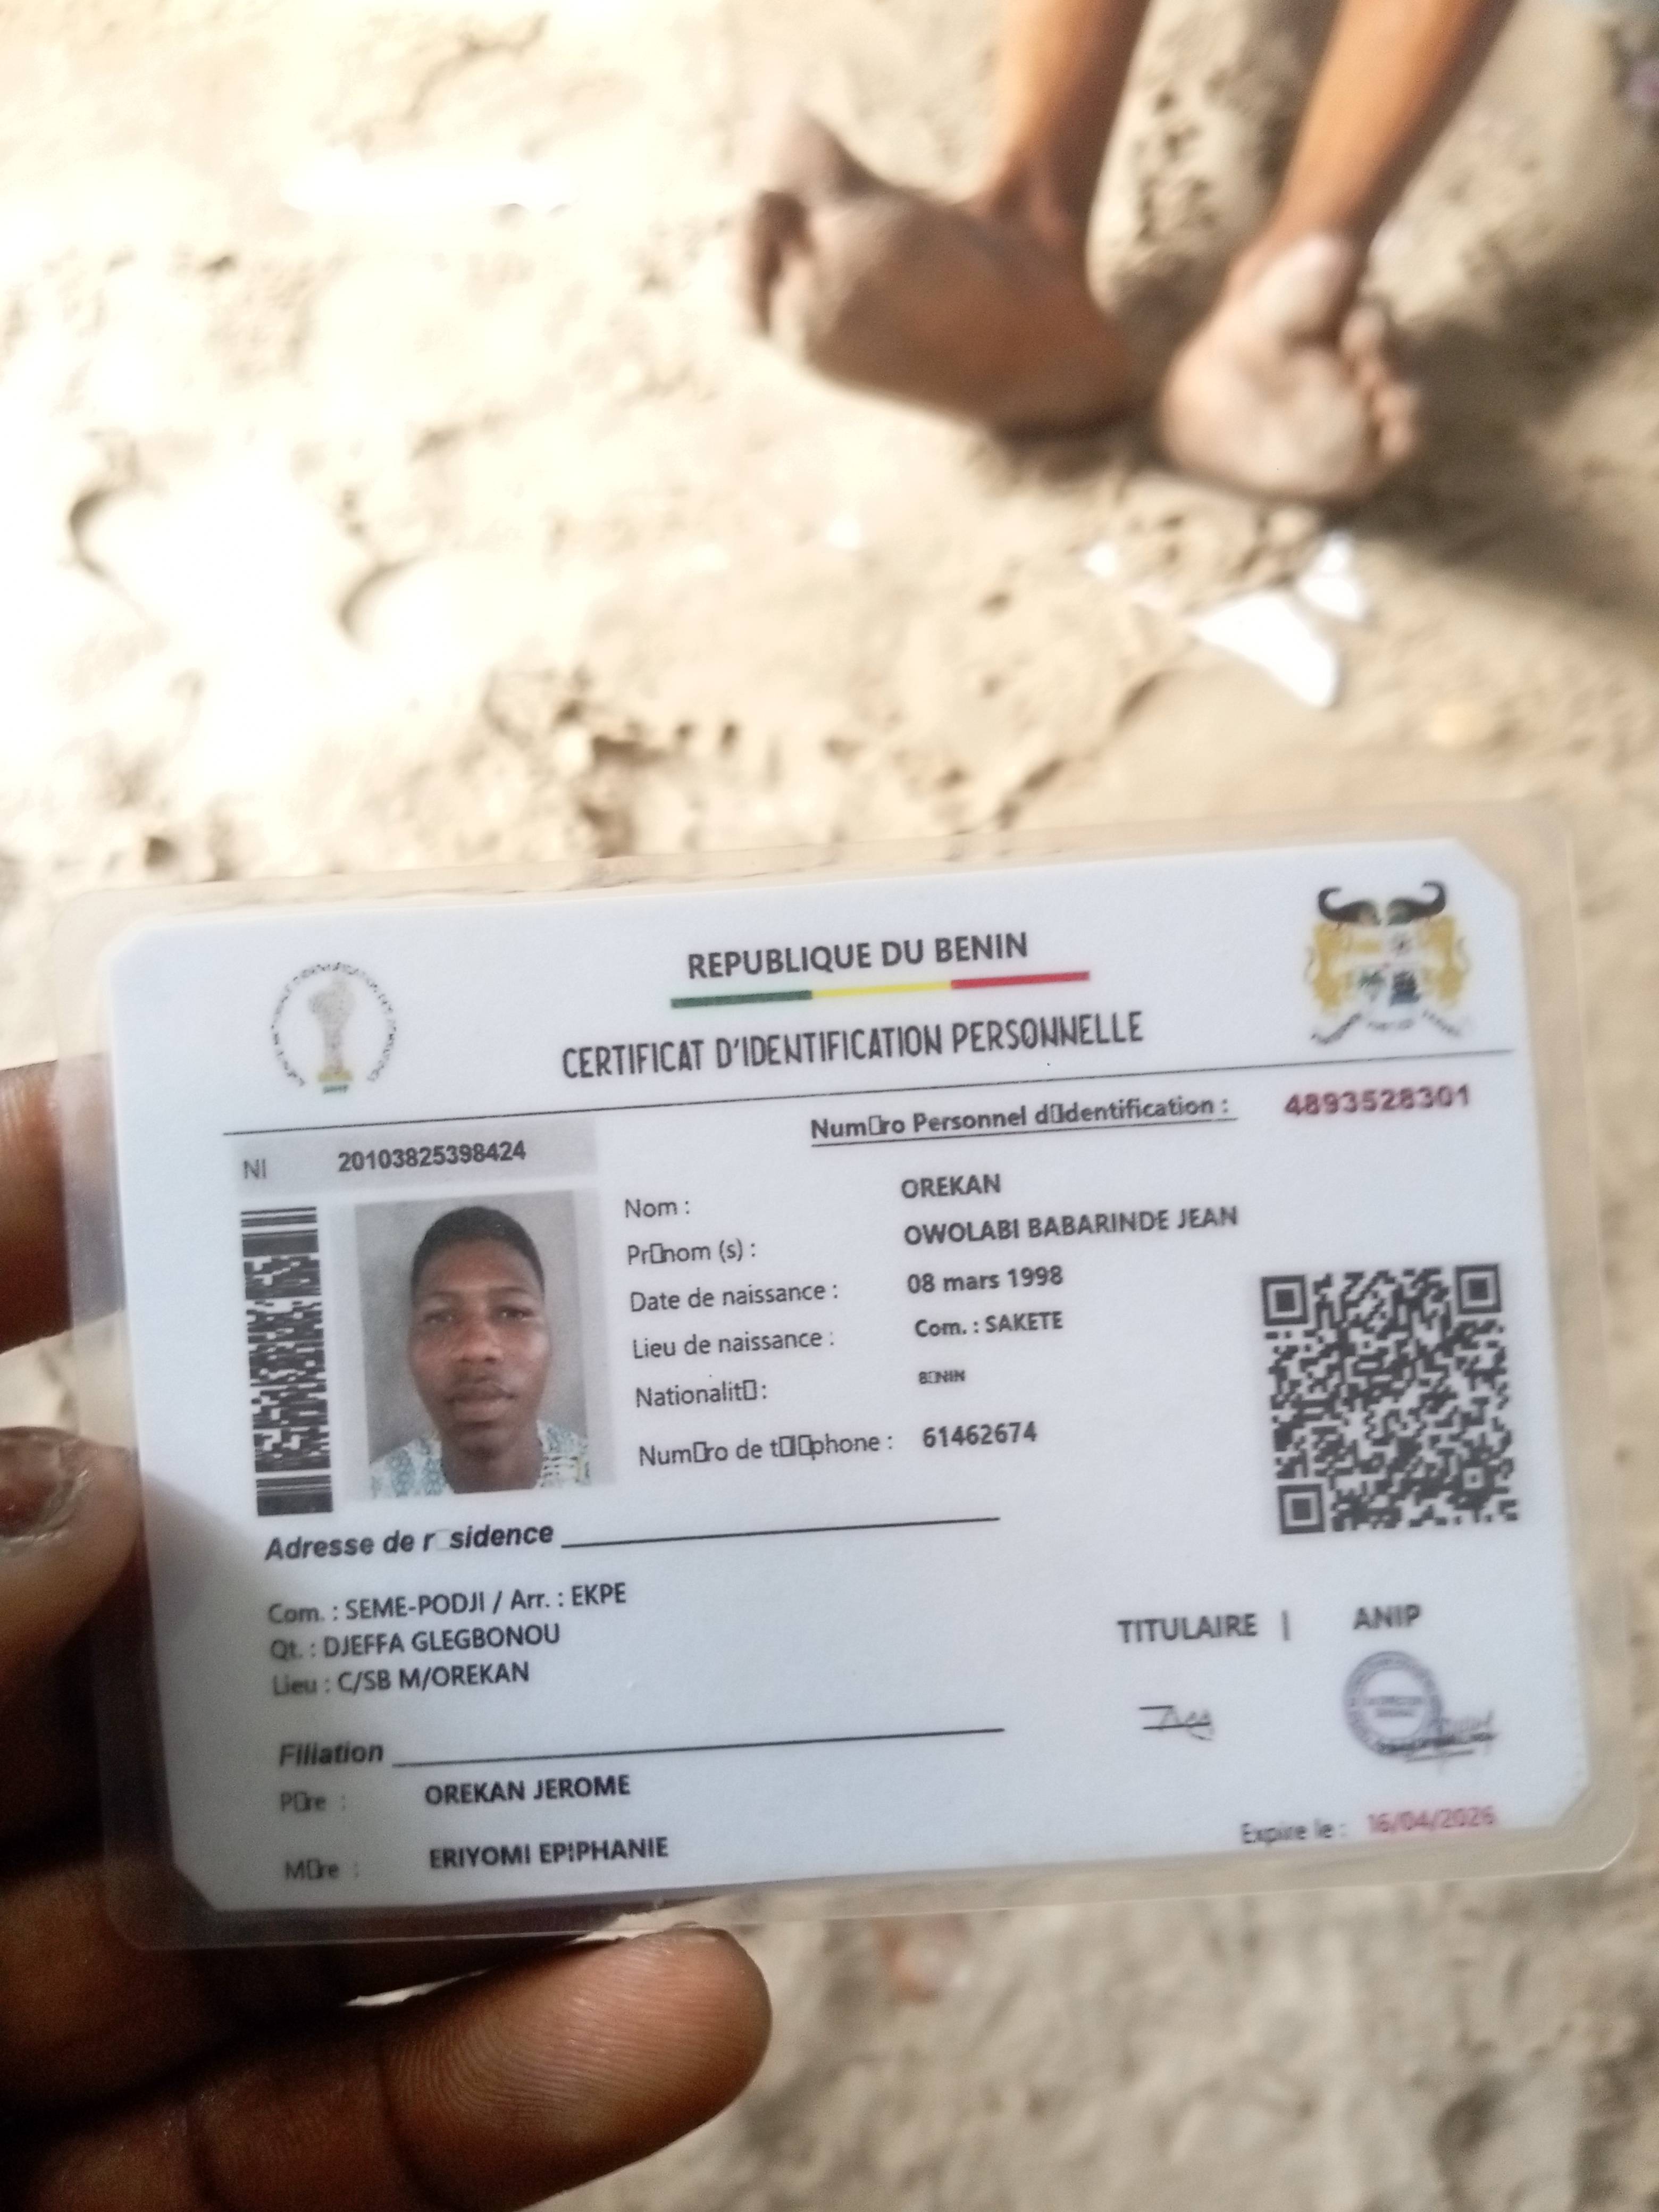 REPUBLIQUE DU BENIN
CERTIFICAT D'IDENTIFICATION PERSONNELLE
Num□ro Personnel d□Identification : 4893528301
NI 20103825398424
Nom : OREKAN
Pr□nom (s) : OWOLABI BABARINDE JEAN
Date de naissance : 08 mars 1998
Lieu de naissance : Com. : SAKETE
Nationalit□ : B□NIN
Num□ro de t□l□phone : 61462674
Adresse de r□sidence
Com. : SEME-PODJI / Arr. : EKPE
Qt. : DJEFFA GLEGBONOU
Lieu : C/SB M/OREKAN
TITULAIRE | ANIP
Filiation
P□re : OREKAN JEROME
M□re : ERIYOMI EPIPHANIE
Expire le : 16/04/2026